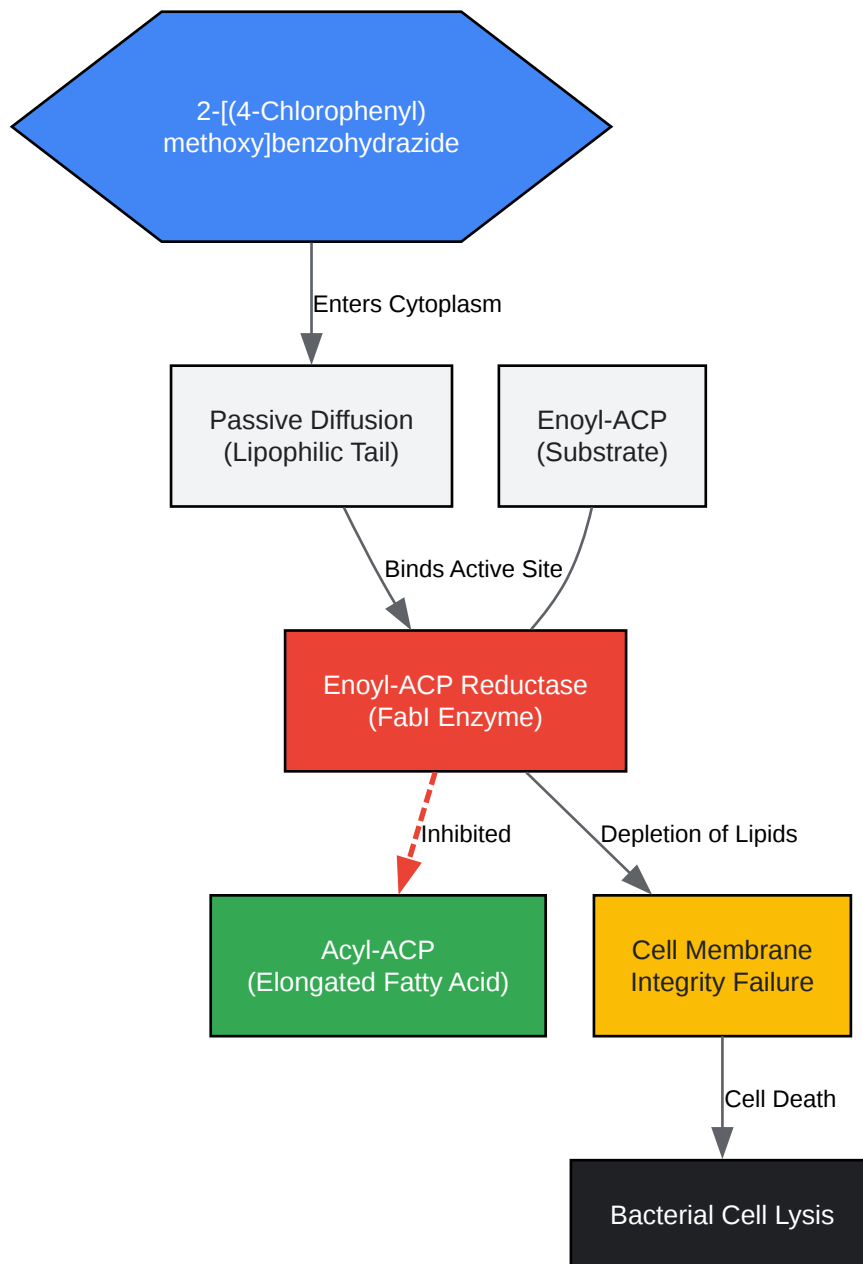 2-[(4-Chlorophenyl)
methoxy]benzohydrazide
Enters Cytoplasm
Passive Diffusion
(Lipophilic Tail)
Enoyl-ACP
(Substrate)
Binds Active Site
Enoyl-ACP Reductase
(FabI Enzyme)
Inhibited
Depletion of Lipids
Acyl-ACP
(Elongated Fatty Acid)
Cell Membrane
Integrity Failure
Cell Death
Bacterial Cell Lysis